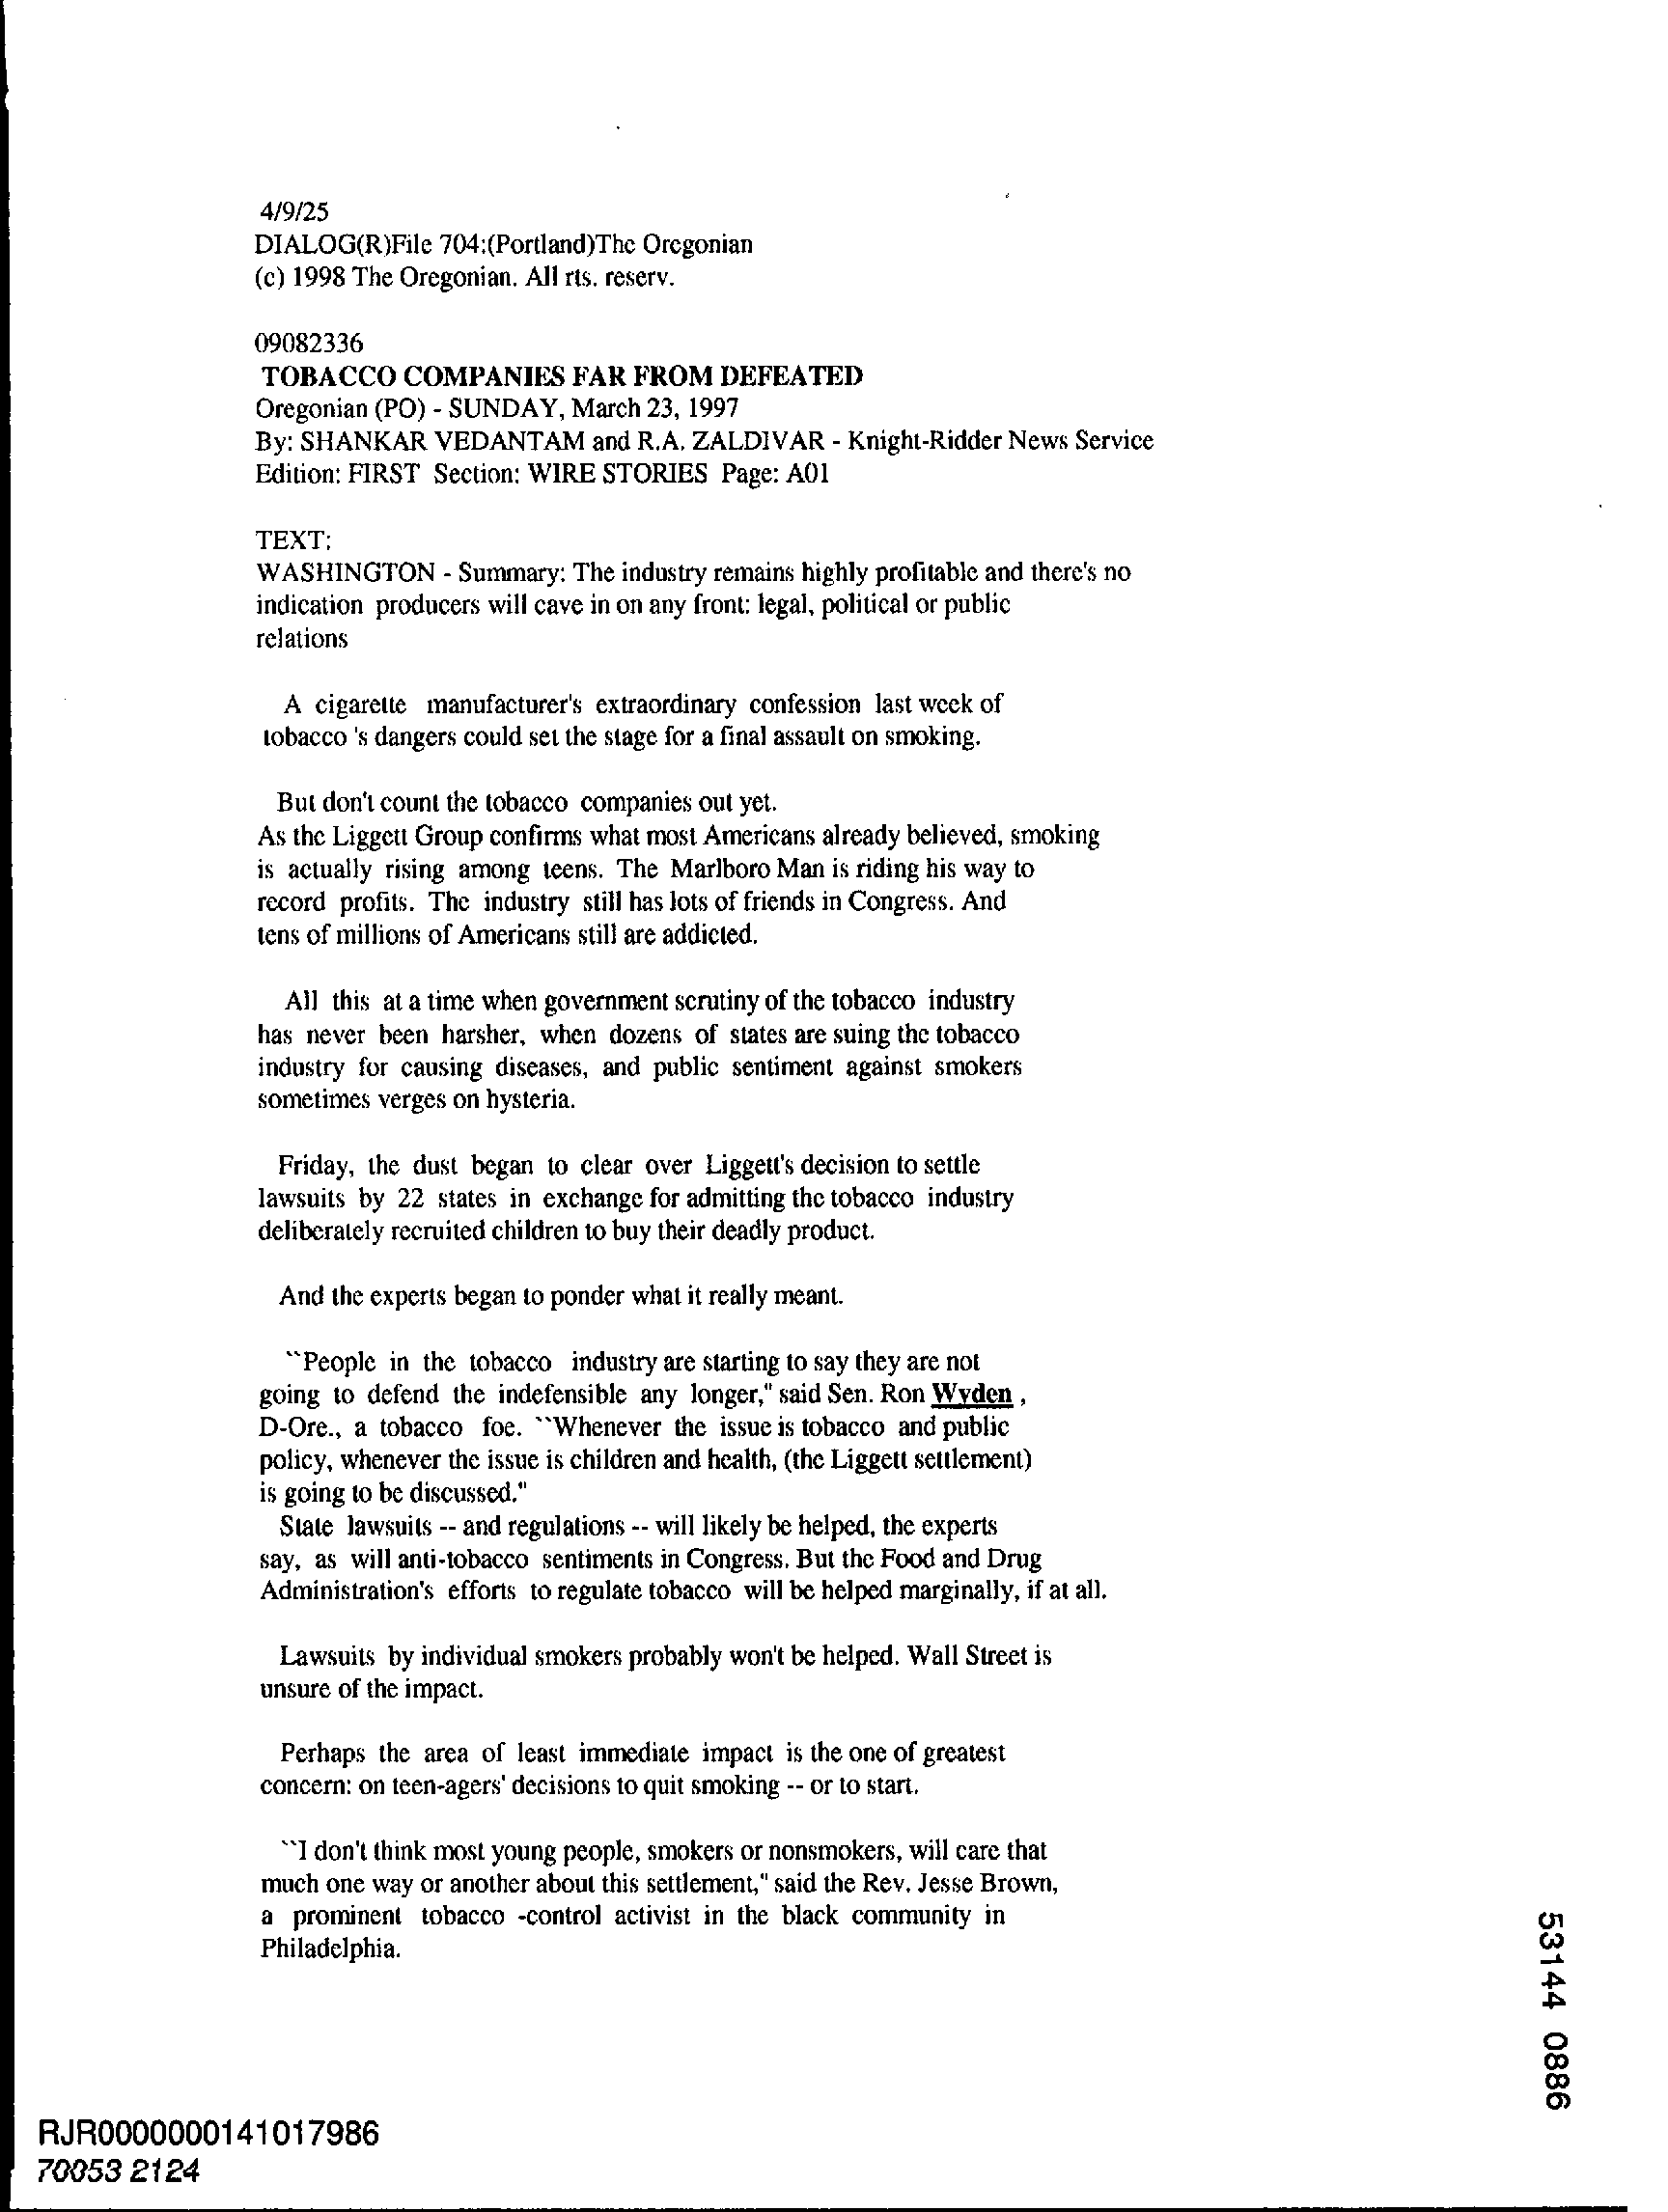 4/9/25
DIALOG(R)File 704:(Portland)The Oregonian
(c) 1998 The Oregonian. All rts. reserv.
09082336
TOBACCO COMPANIES FAR FROM DEFEATED
Oregonian (PO) - SUNDAY, March 23, 1997
By: SHANKAR VEDANTAM and R.A. ZALDIVAR - Knight-Ridder News Service
Edition: FIRST Section: WIRE STORIES Page: A01
TEXT:
WASHINGTON - Summary: The industry remains highly profitable and there's no
indication producers will cave in on any front: legal, political or public
relations
A cigarette manufacturer's extraordinary confession last week of
tobacco 's dangers could set the stage for a final assault on smoking.
But don't count the tobacco companies out yet.
As the Liggett Group confirms what most Americans already believed, smoking
is actually rising among teens. The Marlboro Man is riding his way to
record profits. The industry still has lots of friends in Congress. And
tens of millions of Americans still are addicted.
All this at a time when government scrutiny of the tobacco industry
has never been harsher, when dozens of states are suing the tobacco
industry for causing diseases, and public sentiment against smokers
sometimes verges on hysteria.
Friday, the dust began to clear over Liggett's decision to settle
lawsuits by 22 states in exchange for admitting the tobacco industry
deliberately recruited children to buy their deadly product.
And the experts began to ponder what it really meant.
``People in the tobacco industry are starting to say they are not
going to defend the indefensible any longer," said Sen. Ron Wyden ,
D-Ore., a tobacco foe. ``Whenever the issue is tobacco and public
policy, whenever the issue is children and health, (the Liggett settlement)
is going to be discussed."
State lawsuits -- and regulations -- will likely be helped, the experts
say, as will anti-tobacco sentiments in Congress. But the Food and Drug
Administration's efforts to regulate tobacco will be helped marginally, if at all.
Lawsuits by individual smokers probably won't be helped. Wall Street is
unsure of the impact.
Perhaps the area of least immediate impact is the one of greatest
concern: on teen-agers' decisions to quit smoking -- or to start.
``I don't think most young people, smokers or nonsmokers, will care that
much one way or another about this settlement," said the Rev. Jesse Brown,
a prominent tobacco -control activist in the black community in
Philadelphia.
53144 0886
RJR0000000141017986
70053 2124